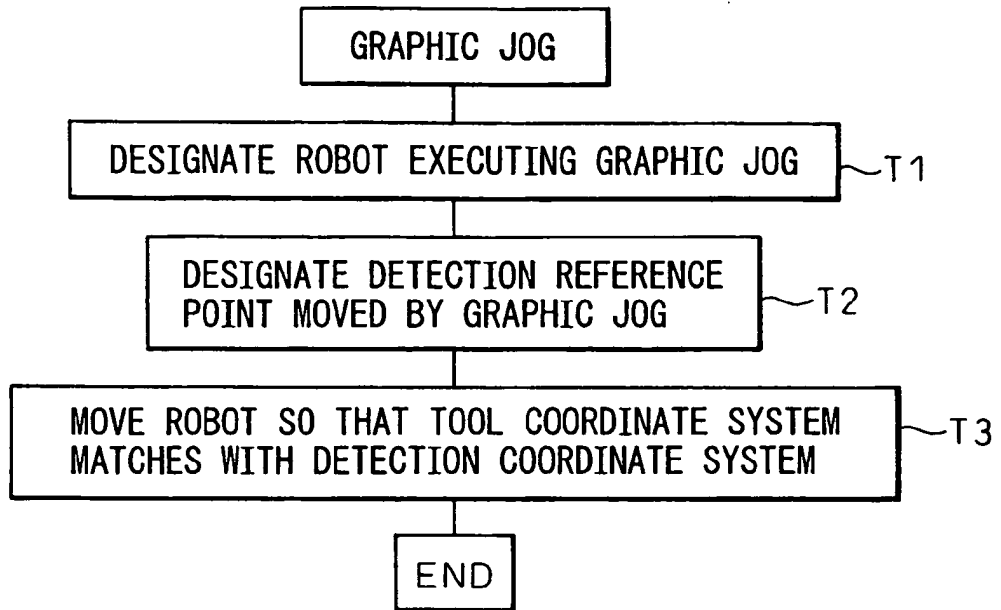 GRAPHIC JOG
DESIGNATE ROBOT EXECUTING GRAPHIC JOG
T1
DESIGNATE DETECTION REFERENCE
POINT MOVED BY GRAPHIC JOG
T2
MOVE ROBOT SO THAT TOOL COORDINATE SYSTEM
MATCHES WITH DETECTION COORDINATE SYSTEM
T3
END